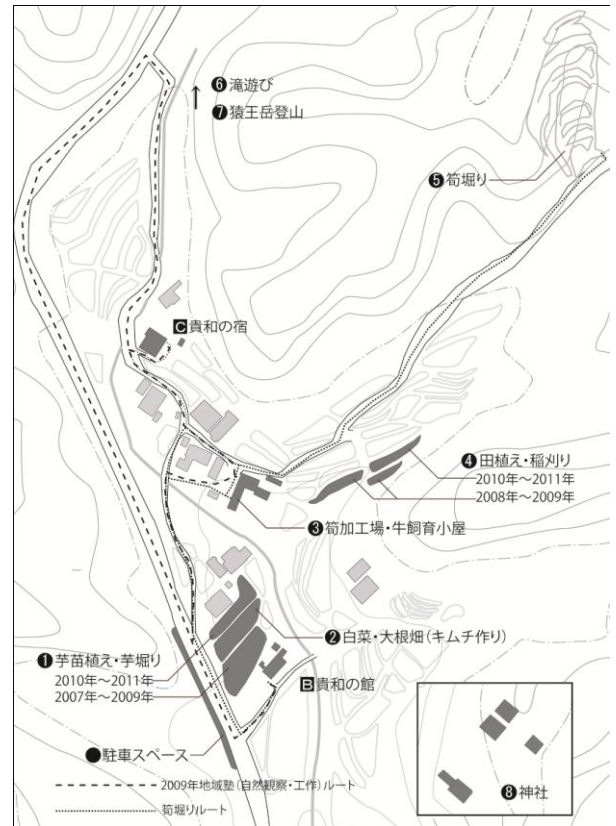 ❻滝遊び
❼猿王岳登山
❺筍堀り
🅲貴和の宿
❹田植え・稲刈り
2010年～2011年
2008年～2009年
❸筍加工場・牛飼育小屋
❷白菜・大根畑(キムチ作り)
❶芋苗植え・芋堀り
2010年～2011年
2007年～2009年
🅱貴和の館
●駐車スペース
❽神社
2009年地域塾(自然観察・工作)ルート
筍堀りルート